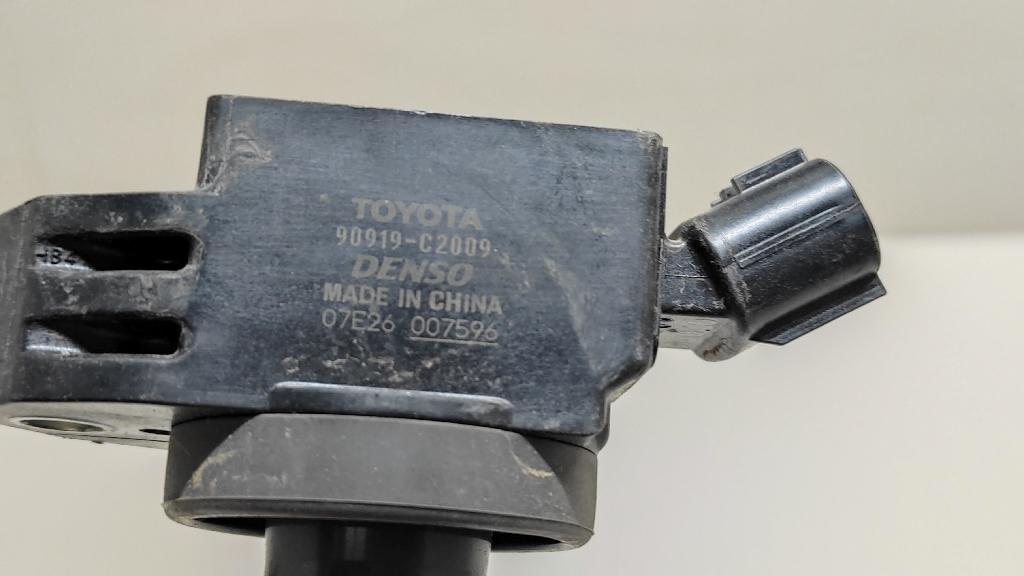 TOYOTA
90919-C2009
DENSO
MADE IN CHINA
07E26 007596